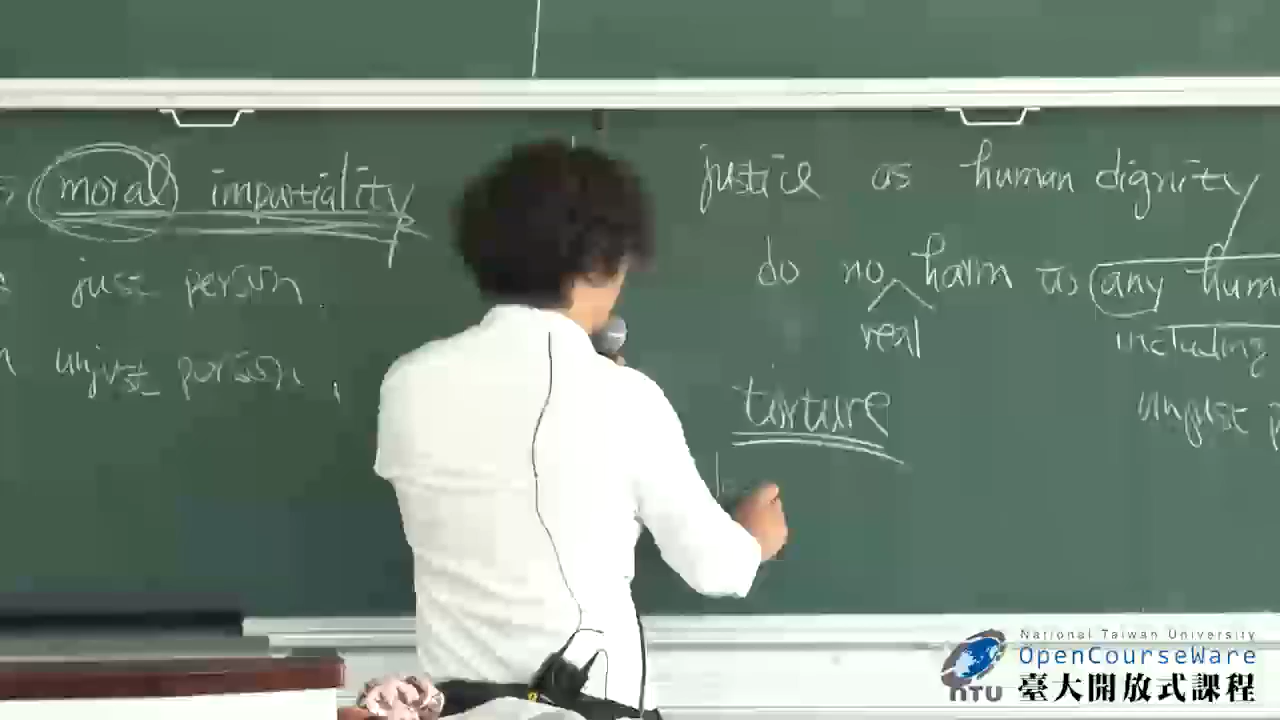 moral impartiality
just person
unjust person
justice as human dignity
do no harm to any
real
including
torture
unjust
National Taiwan University
OpenCourseWare
NTU 臺大開放式課程